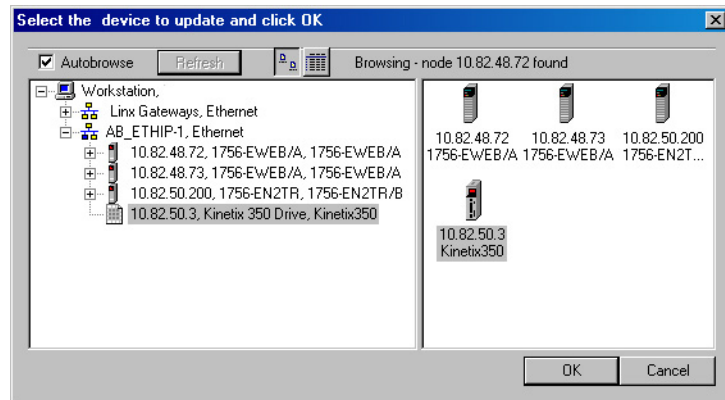 Select the device to update and click OK
Autobrowse
Refresh
Browsing - node 10.82.48.72 found
Workstation,
Linx Gateways, Ethernet
AB_ETHIP-1, Ethernet
10.82.48.72, 1756-EWEB/A, 1756-EWEB/A
10.82.48.73, 1756-EWEB/A, 1756-EWEB/A
10.82.50.200, 1756-EN2TR, 1756-EN2TR/B
10.82.50.3, Kinetix 350 Drive, Kinetix350
10.82.48.72
1756-EWEB/A
10.82.48.73
1756-EWEB/A
10.82.50.200
1756-EN2T...
10.82.50.3
Kinetix350
OK
Cancel